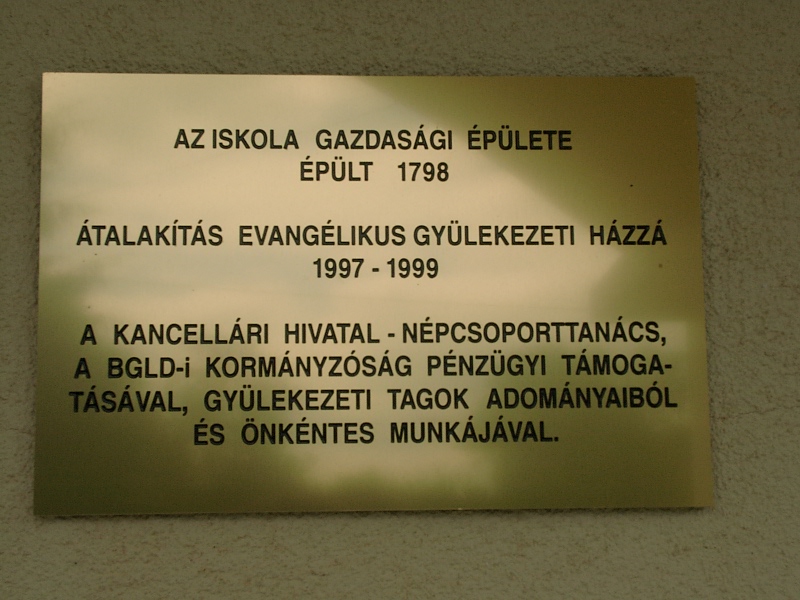 AZ ISKOLA GAZDASÁGI ÉPÜLETE
ÉPÜLT 1798
ÁTALAKÍTÁS EVANGÉLIKUS GYÜLEKEZETI HÁZZÁ
1997 - 1999
A KANCELLÁRI HIVATAL - NÉPCSOPORTTANÁCS,
A BGLD-i KORMÁNYZÓSÁG PÉNZÜGYI TÁMOGA-
TÁSÁVAL, GYÜLEKEZETI TAGOK ADOMÁNYAIBÓL
ÉS ÖNKÉNTES MUNKÁJÁVAL.